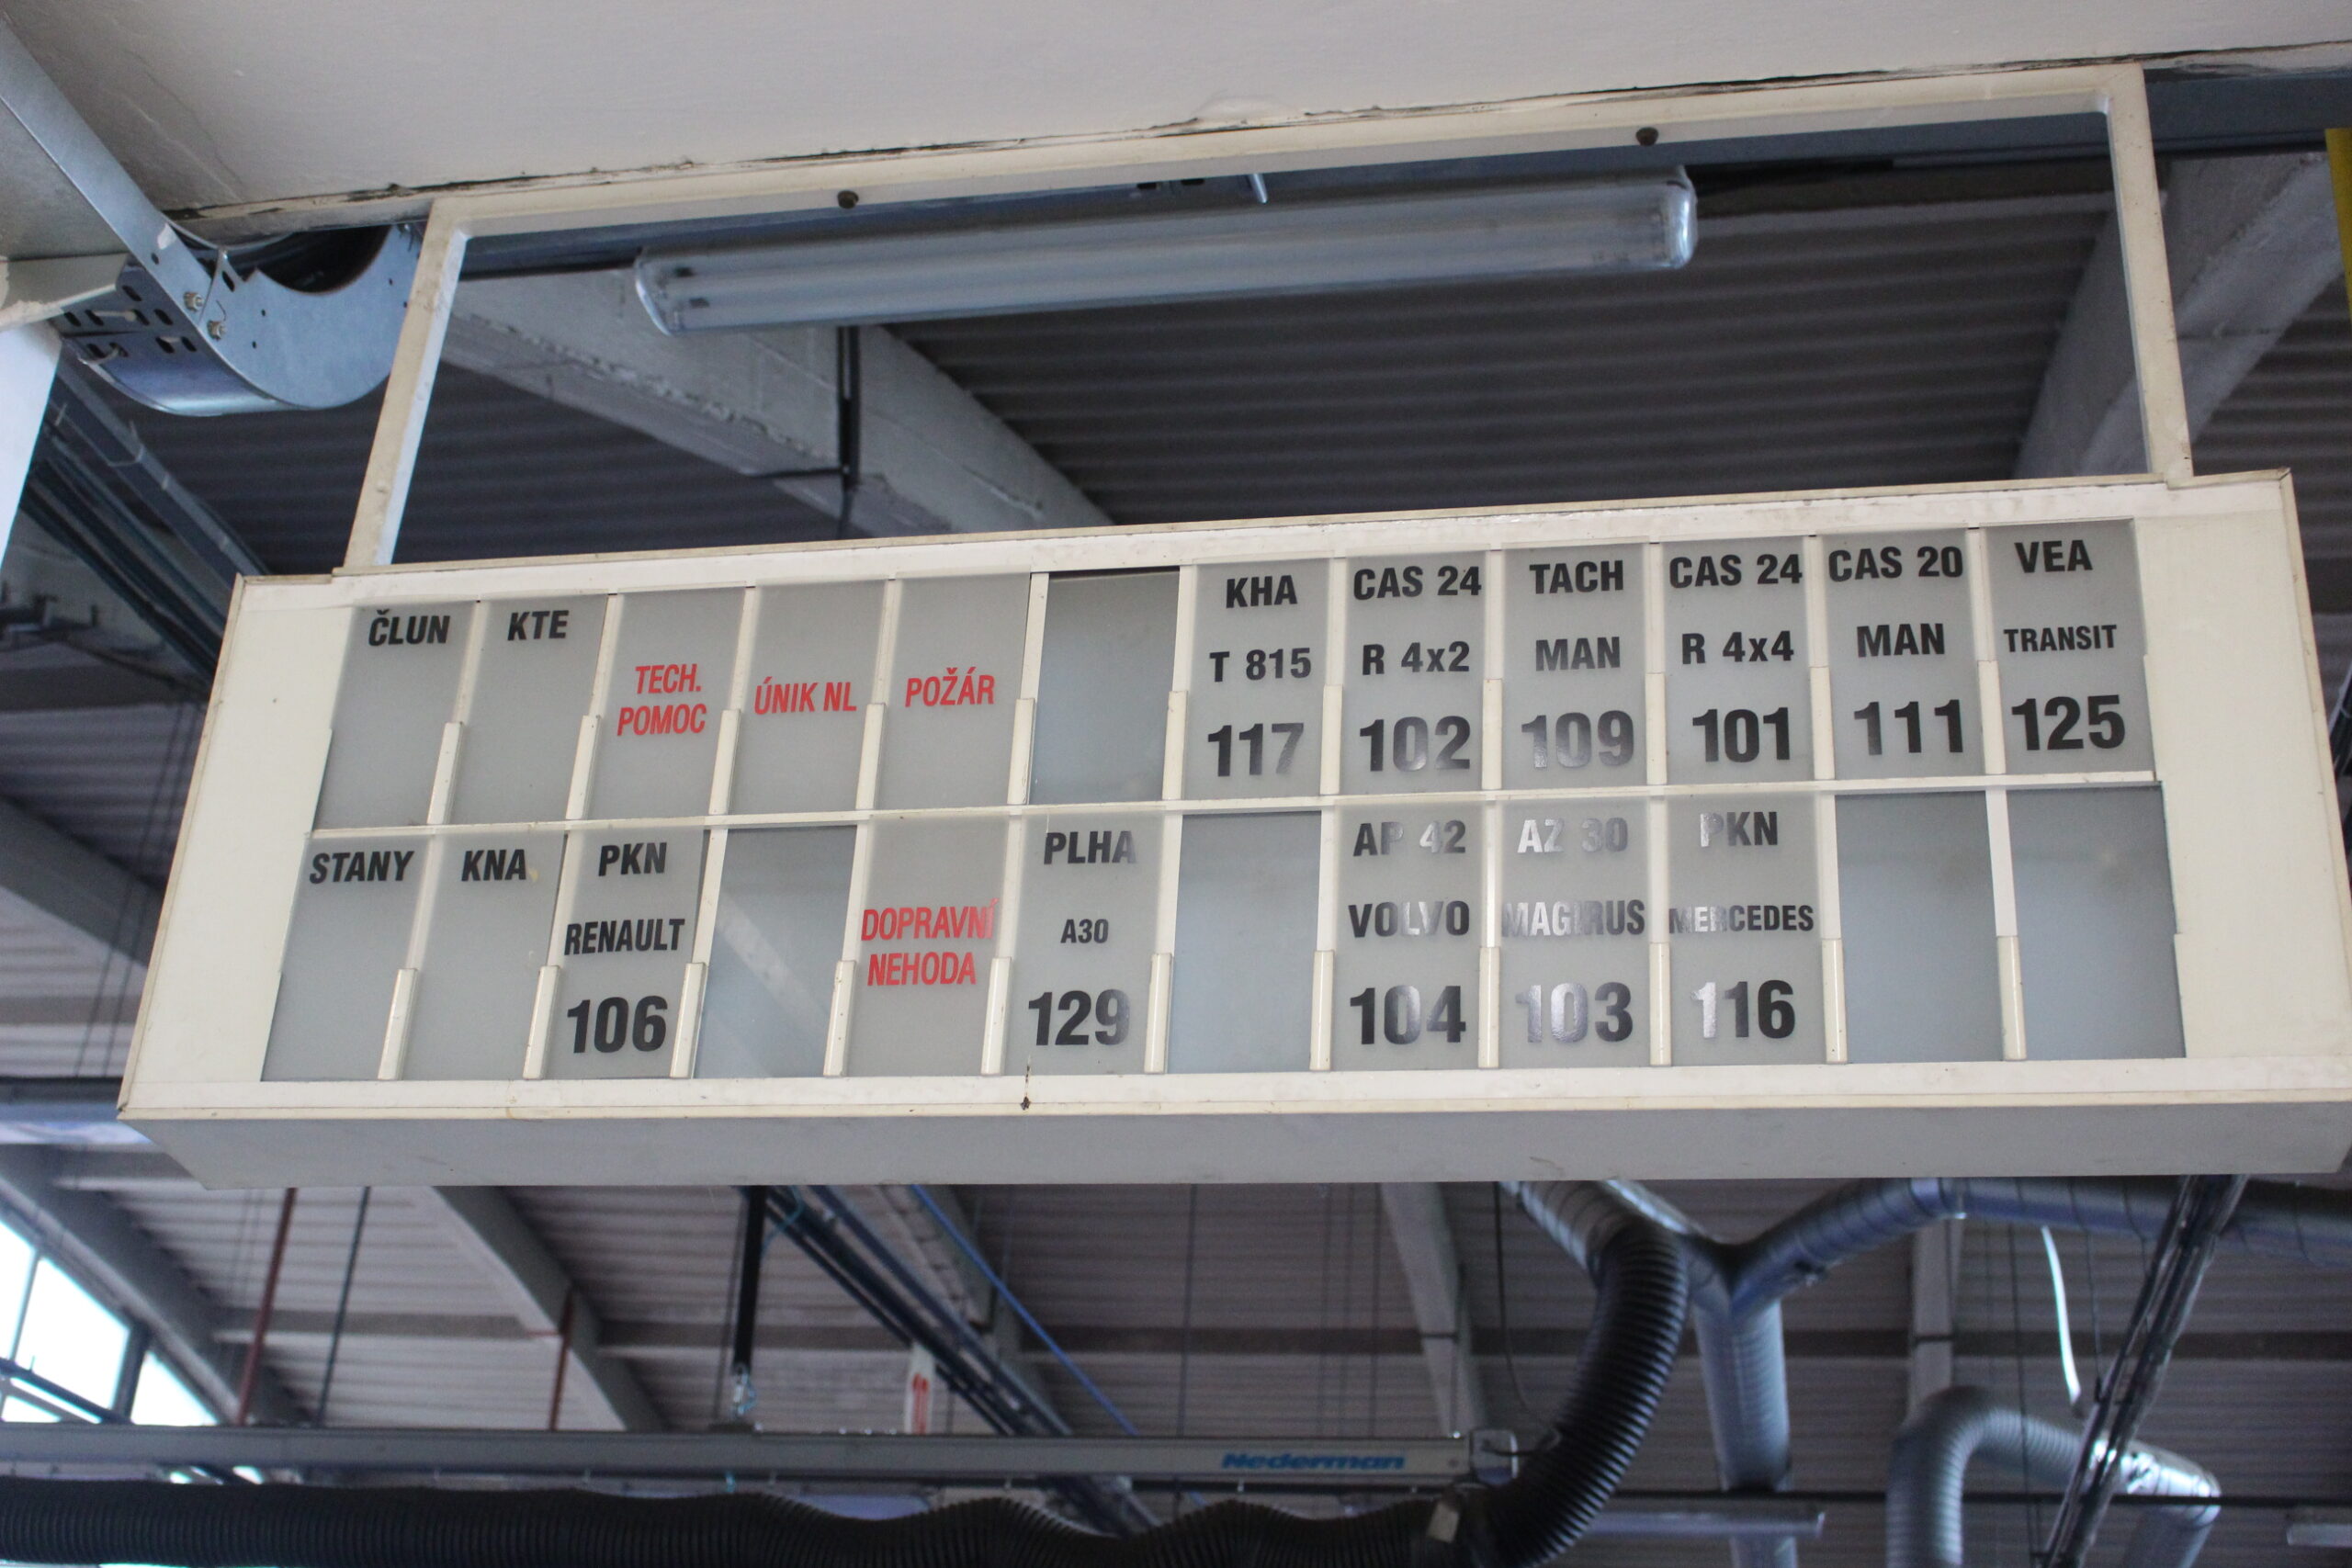 ČLUN
KTE
TECH.
POMOC
ÚNIK NL
POŽÁR
KHA
T 815
117
CAS 24
R 4x2
102
TACH
MAN
109
CAS 24
R 4x4
101
CAS 20
MAN
111
VEA
TRANSIT
125
STANY
KNA
PKN
RENAULT
106
DOPRAVNÍ
NEHODA
PLHA
A30
129
AP 42
VOLVO
104
AZ 30
MAGIRUS
103
PKN
MERCEDES
116
Nederman